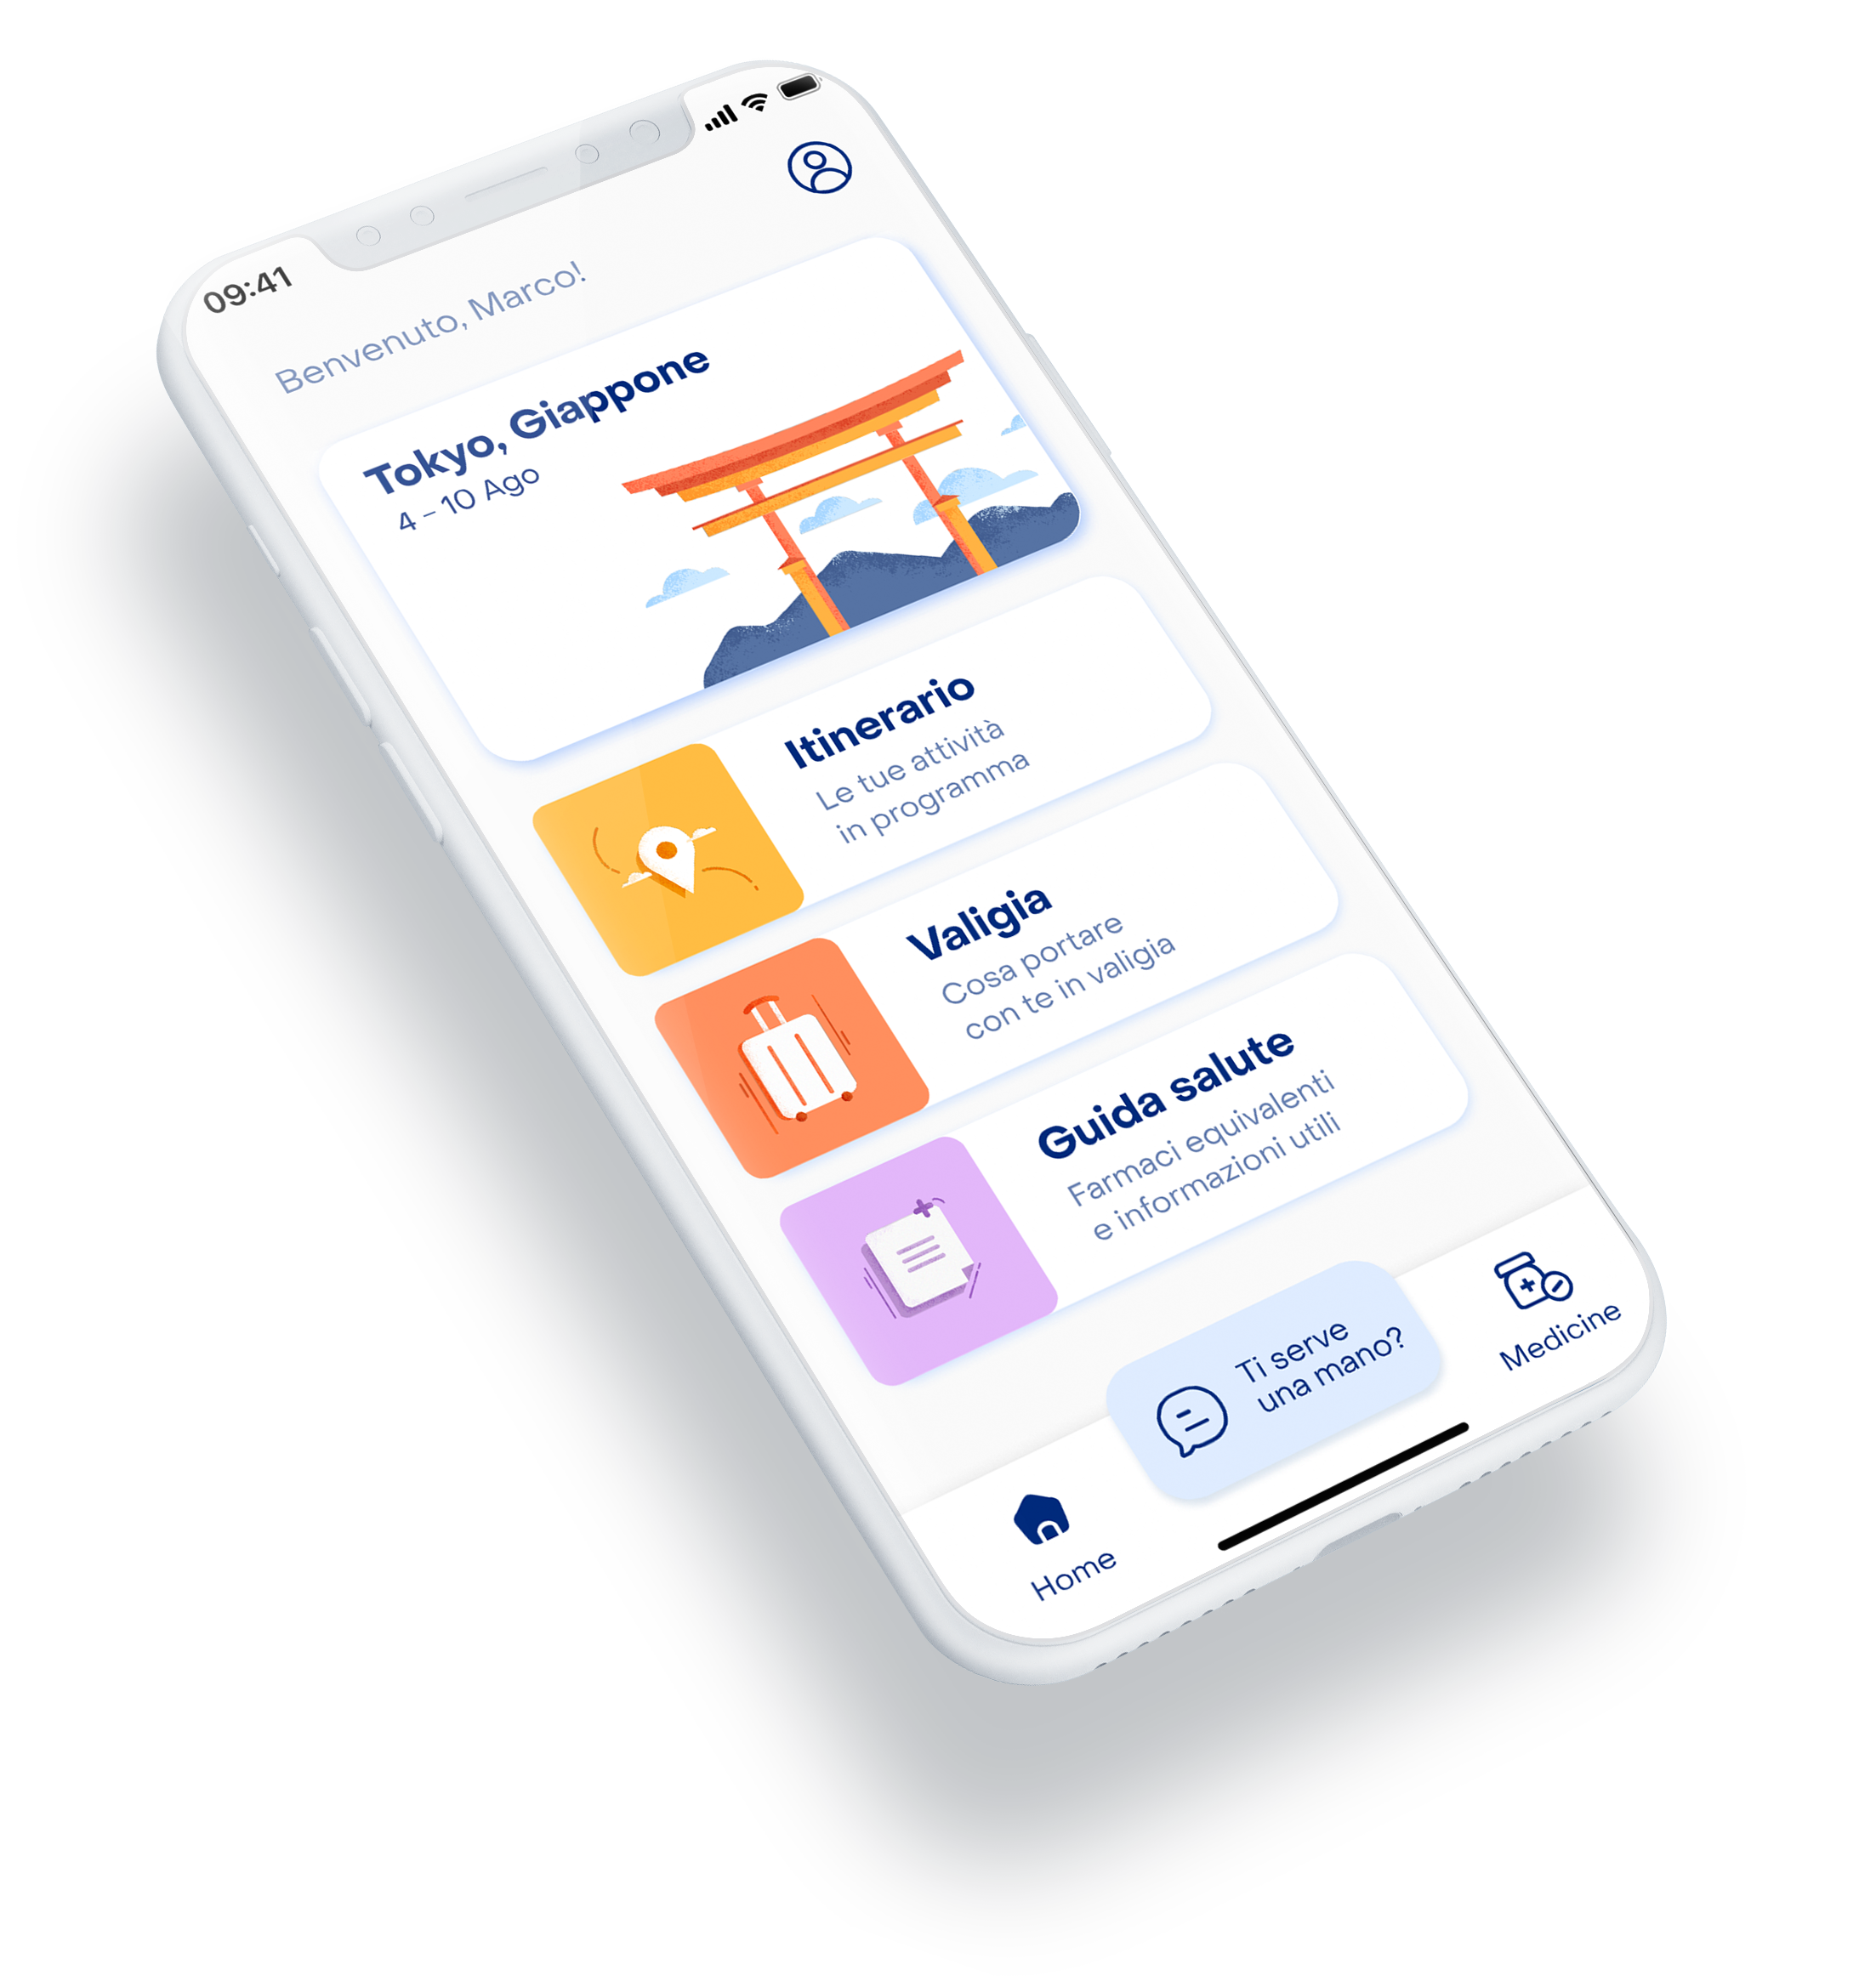 09:41
Benvenuto, Marco!
Tokyo, Giappone
4 – 10 Ago
Itinerario
Le tue attività
in programma
Valigia
Cosa portare
con te in valigia
Guida salute
Farmaci equivalenti
e informazioni utili
Home
Ti serve
una mano?
Medicine